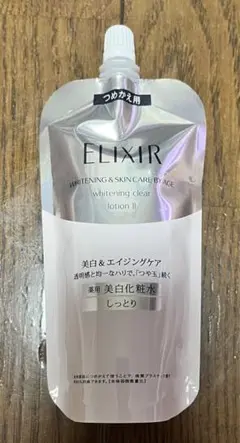 つめかえ用
ELIXIR
WHITENING & SKIN CARE BY AGE
whitening clear
lotion II
美白&エイジングケア
透明感と均一なハリで、「つや玉」続く
薬用 美白化粧水
しっとり